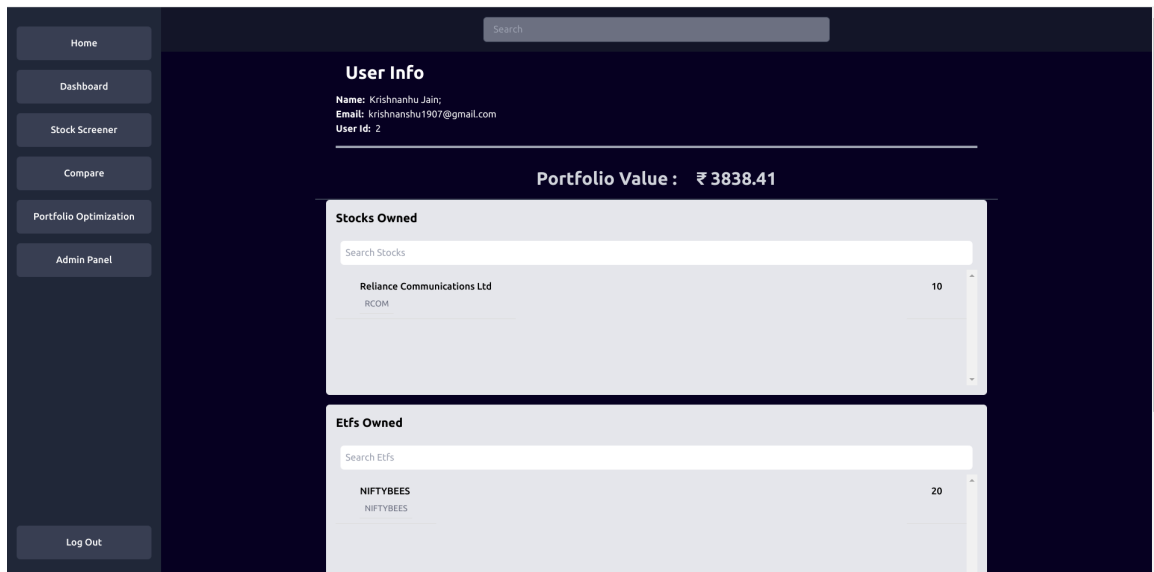 Search
Home
Dashboard
Stock Screener
Compare
Portfolio Optimization
Admin Panel
Log Out
User Info
Name: Krishnanhu Jain;
Email: krishnanshu1907@gmail.com
User Id: 2
Portfolio Value : ₹ 3838.41
Stocks Owned
Search Stocks
Reliance Communications Ltd 10
RCOM
Etfs Owned
Search Etfs
NIFTYBEES 20
NIFTYBEES